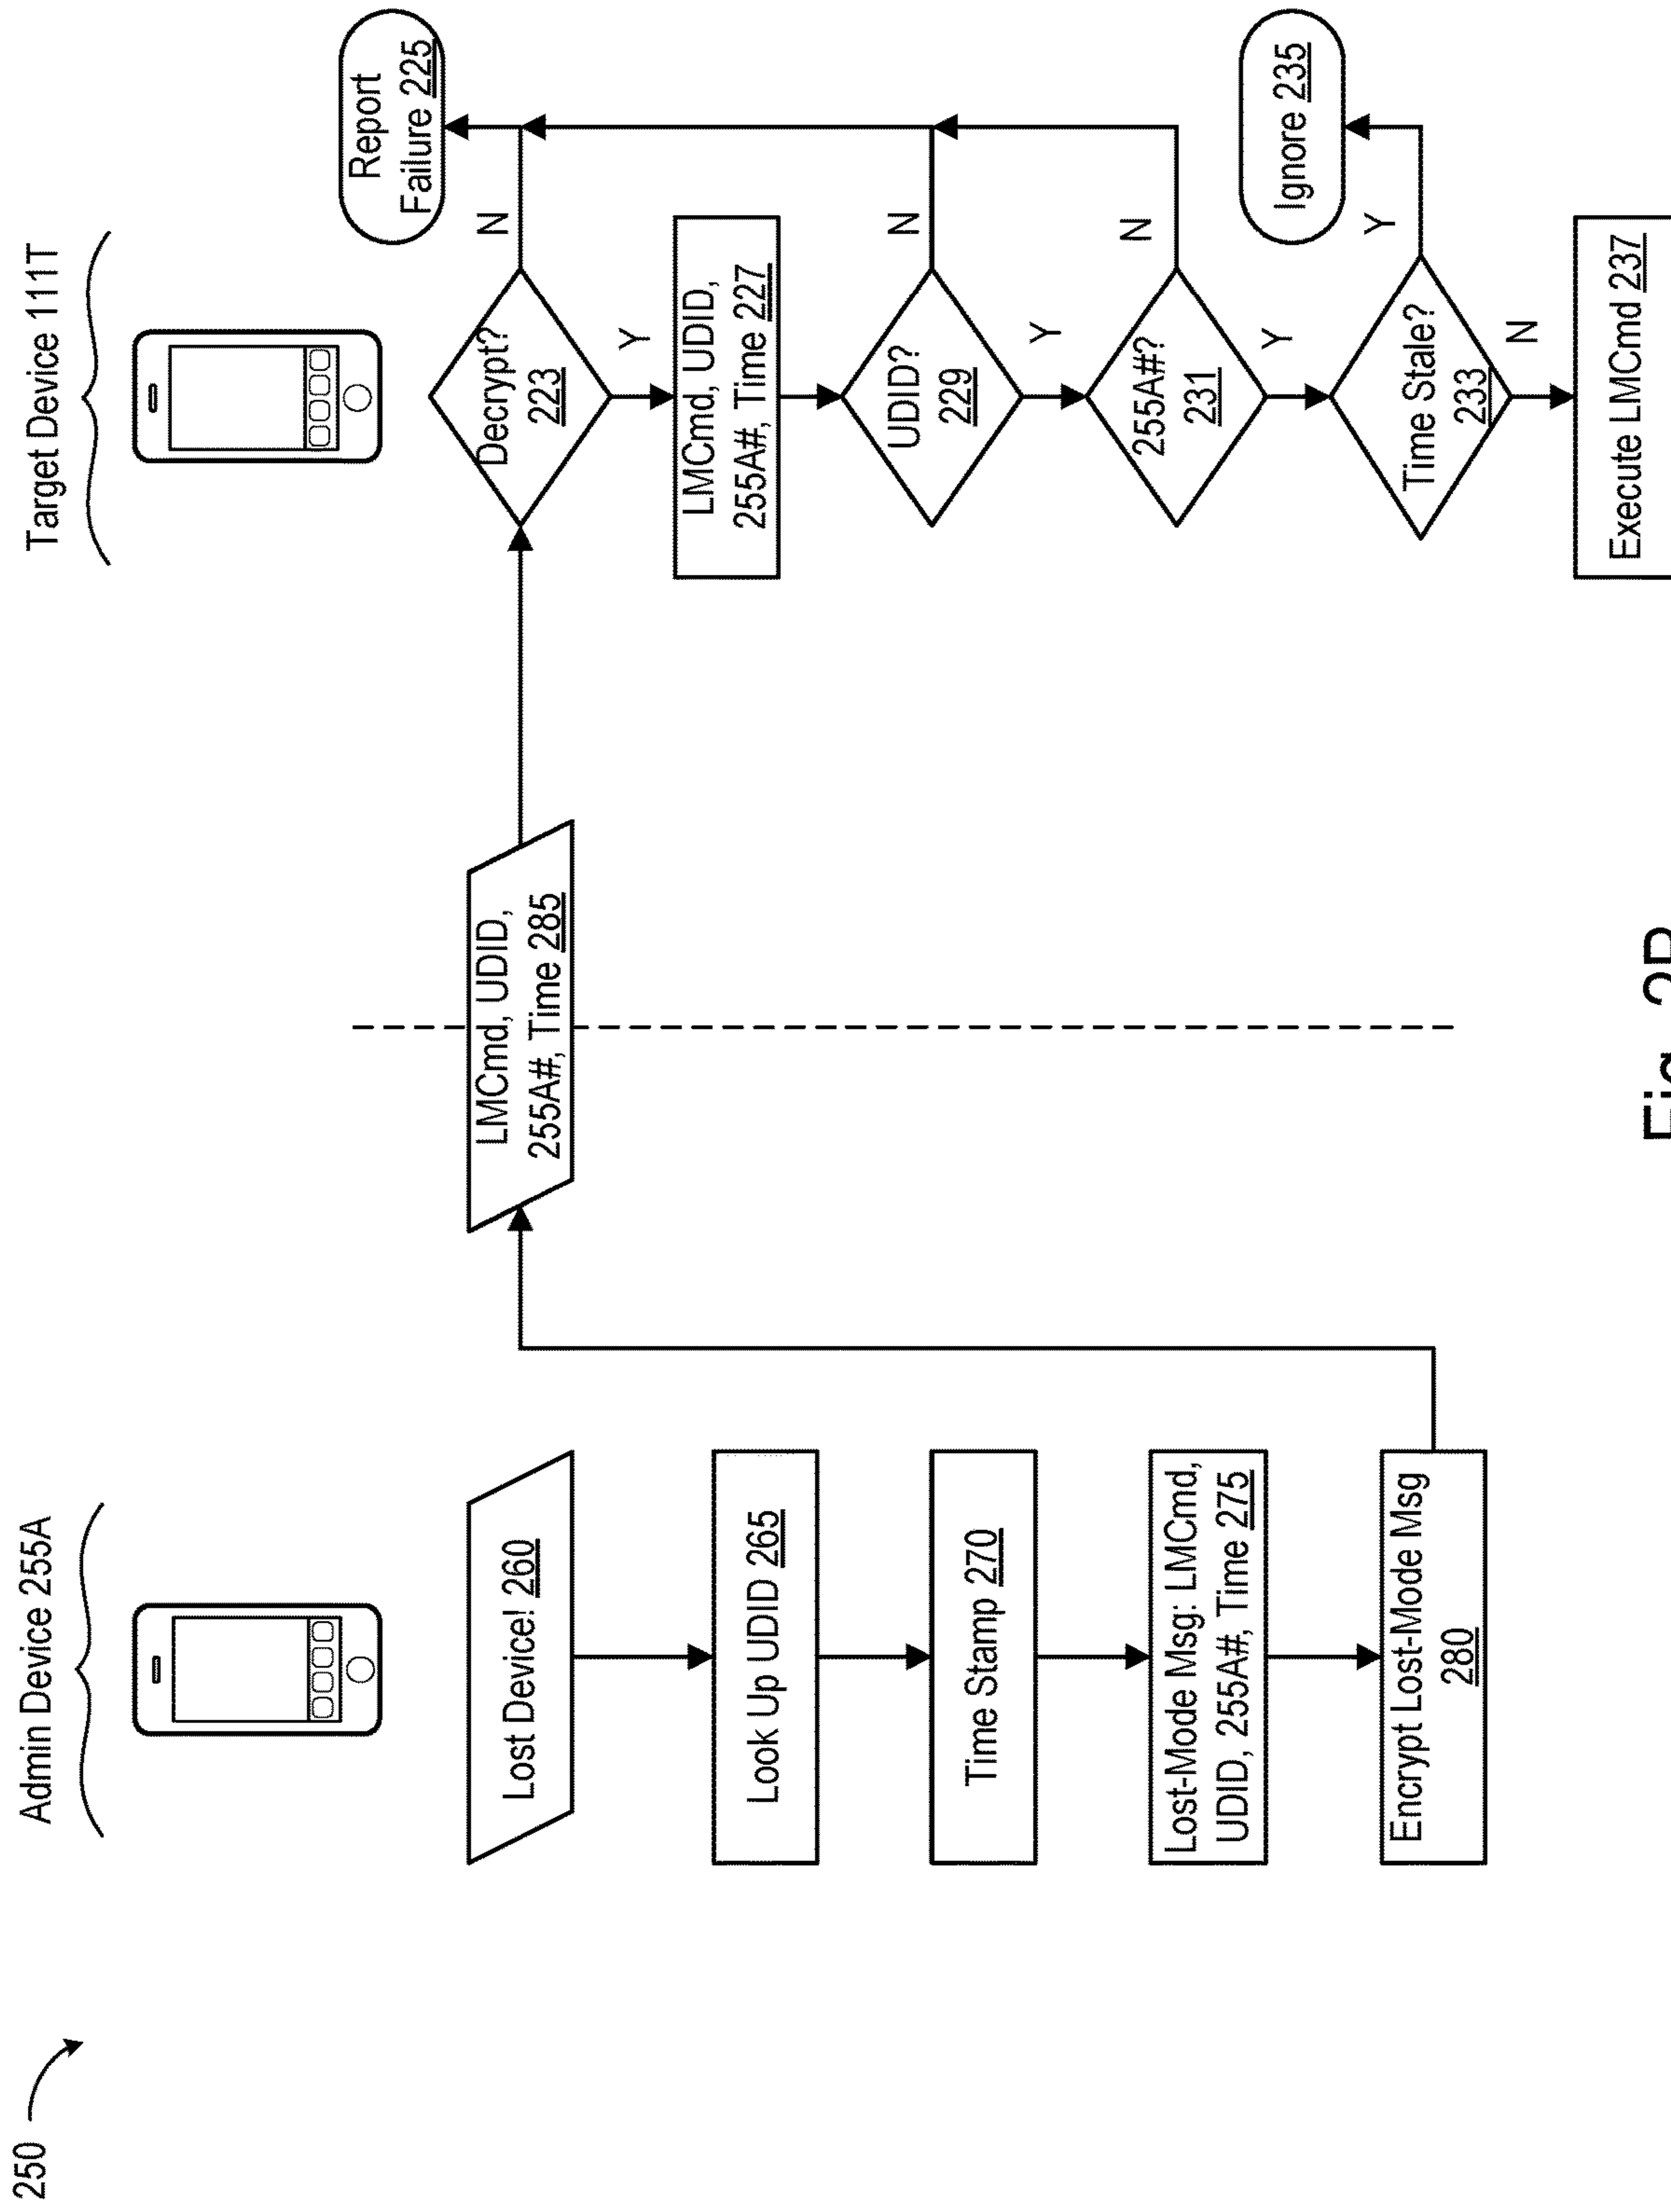 250
Admin Device 255A
Lost Device! 260
Look Up UDID 265
Time Stamp 270
Lost-Mode Msg: LMCmd,
UDID, 255A#, Time 275
Encrypt Lost-Mode Msg
280
LMCmd, UDID,
255A#, Time 285
Target Device 111T
Decrypt?
223
N
Report
Failure 225
Y
LMCmd, UDID,
255A#, Time 227
UDID?
229
N
Y
255A#?
231
N
Y
Time Stale?
233
Y
Ignore 235
N
Execute LMCmd 237